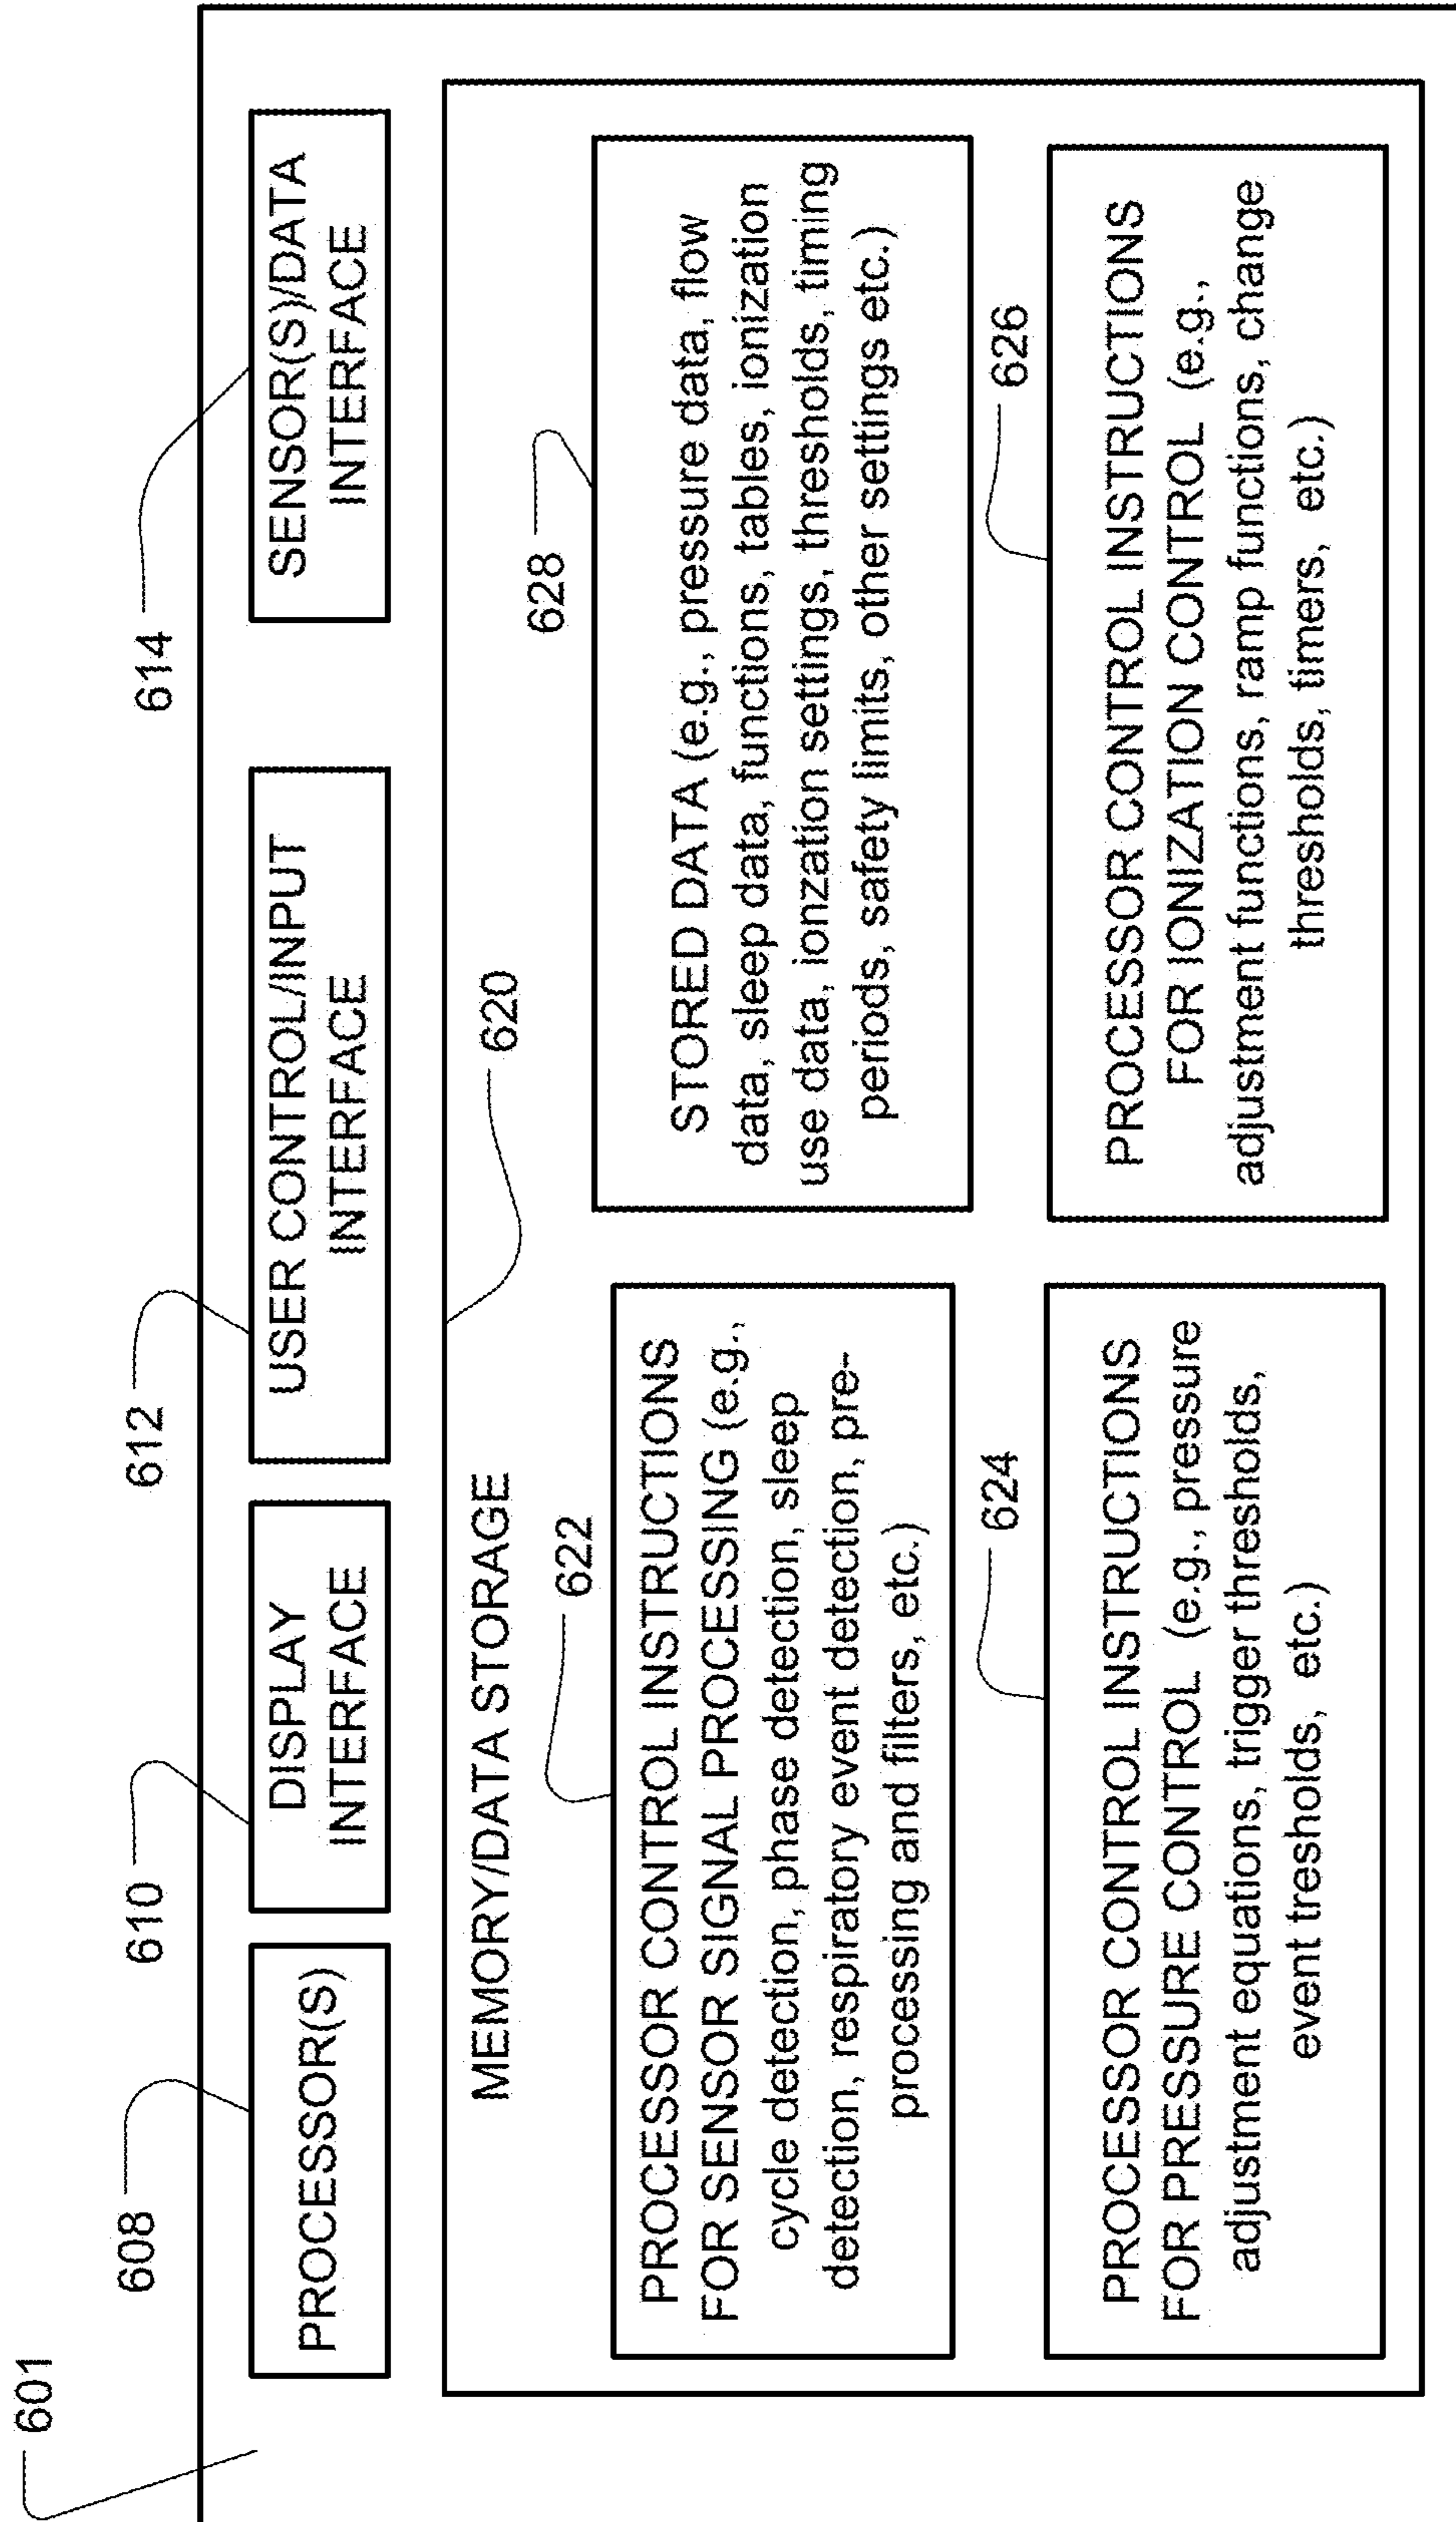 601
608
610
612
614
PROCESSOR(S)
DISPLAY
INTERFACE
USER CONTROL/INPUT
INTERFACE
SENSOR(S)/DATA
INTERFACE
MEMORY/DATA STORAGE
620
622
PROCESSOR CONTROL INSTRUCTIONS
FOR SENSOR SIGNAL PROCESSING (e.g.,
cycle detection, phase detection, sleep
detection, respiratory event detection, pre-
processing and filters, etc.)
628
STORED DATA (e.g., pressure data, flow
data, sleep data, functions, tables, ionization
use data, ionzation settings, thresholds, timing
periods, safety limits, other settings etc.)
624
PROCESSOR CONTROL INSTRUCTIONS
FOR PRESSURE CONTROL (e.g., pressure
adjustment equations, trigger thresholds,
event tresholds, etc.)
626
PROCESSOR CONTROL INSTRUCTIONS
FOR IONIZATION CONTROL (e.g.,
adjustment functions, ramp functions, change
thresholds, timers, etc.)